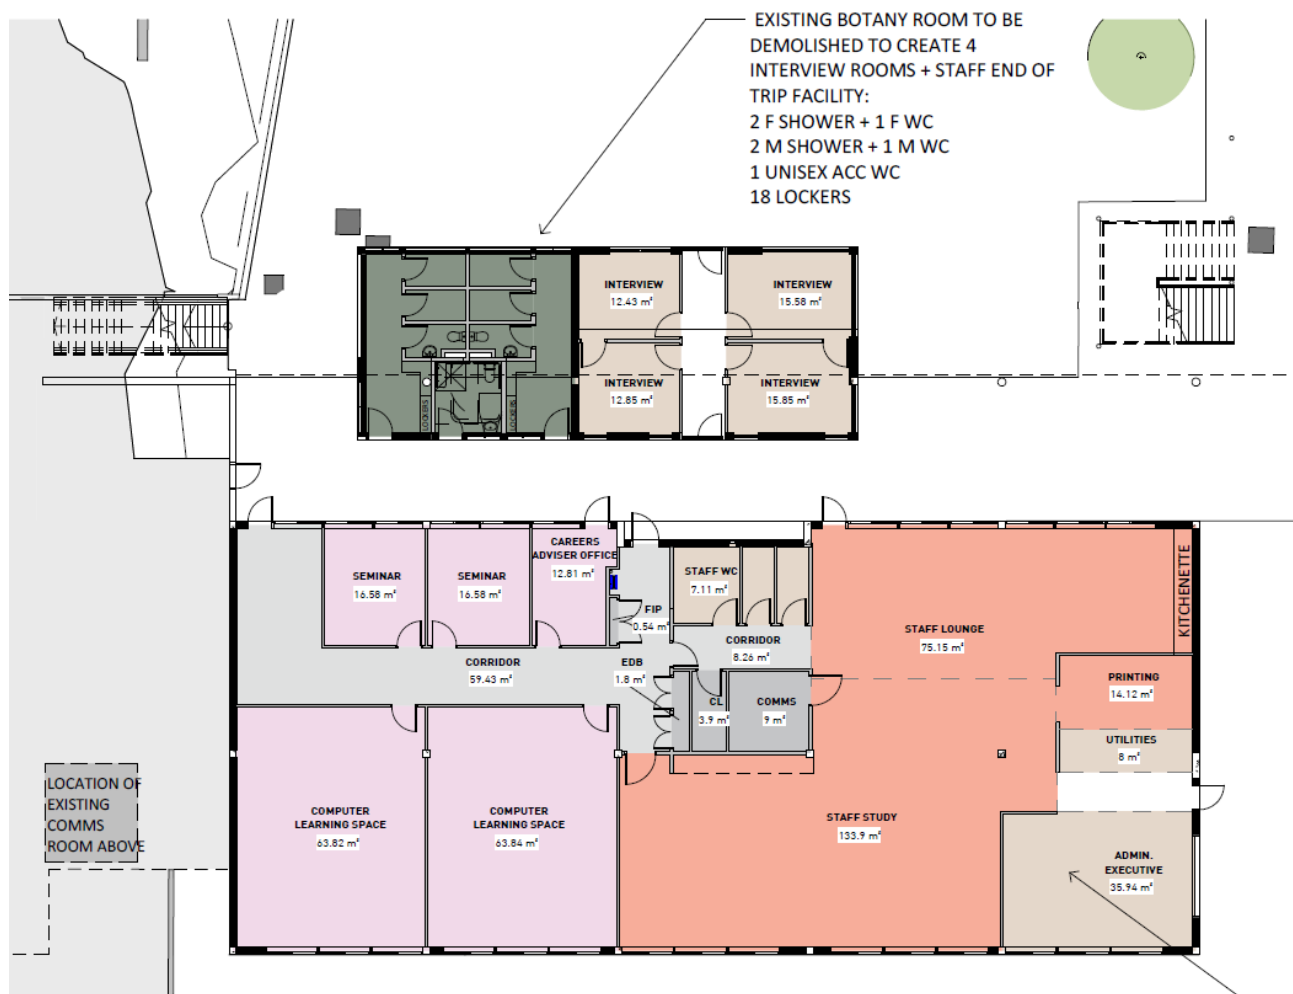 EXISTING BOTANY ROOM TO BE
DEMOLISHED TO CREATE 4
INTERVIEW ROOMS + STAFF END OF
TRIP FACILITY:
2 F SHOWER + 1 F WC
2 M SHOWER + 1 M WC
1 UNISEX ACC WC
18 LOCKERS
INTERVIEW
12.43 m²
INTERVIEW
15.58 m²
INTERVIEW
12.85 m²
INTERVIEW
15.85 m²
LOCKERS
LOCKERS
CAREERS
ADVISER OFFICE
12.81 m²
SEMINAR
16.58 m²
SEMINAR
16.58 m²
STAFF WC
7.11 m²
FIP
0.54 m²
KITCHENETTE
STAFF LOUNGE
75.15 m²
CORRIDOR
8.26 m²
CORRIDOR
59.43 m²
EDB
1.8 m²
PRINTING
14.12 m²
CL
3.9 m²
COMMS
9 m²
UTILITIES
8 m²
LOCATION OF
EXISTING
COMMS
ROOM ABOVE
COMPUTER
LEARNING SPACE
63.82 m²
COMPUTER
LEARNING SPACE
63.84 m²
STAFF STUDY
133.9 m²
ADMIN.
EXECUTIVE
35.94 m²